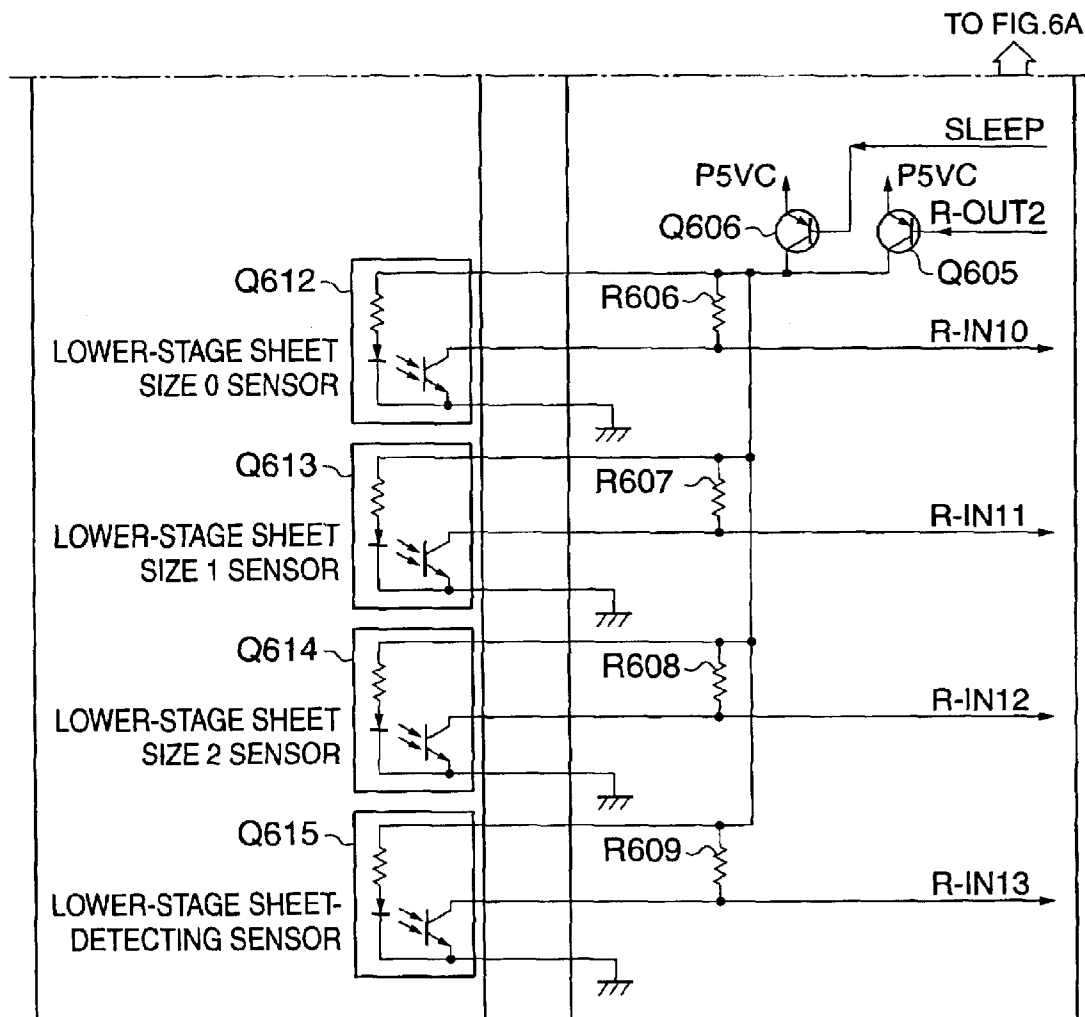 TO FIG.6A
SLEEP
P5VC
P5VC
R-OUT2
Q606
Q605
Q612
R606
R-IN10
LOWER-STAGE SHEET
SIZE 0 SENSOR
Q613
R607
R-IN11
LOWER-STAGE SHEET
SIZE 1 SENSOR
Q614
R608
R-IN12
LOWER-STAGE SHEET
SIZE 2 SENSOR
Q615
R609
R-IN13
LOWER-STAGE SHEET-
DETECTING SENSOR